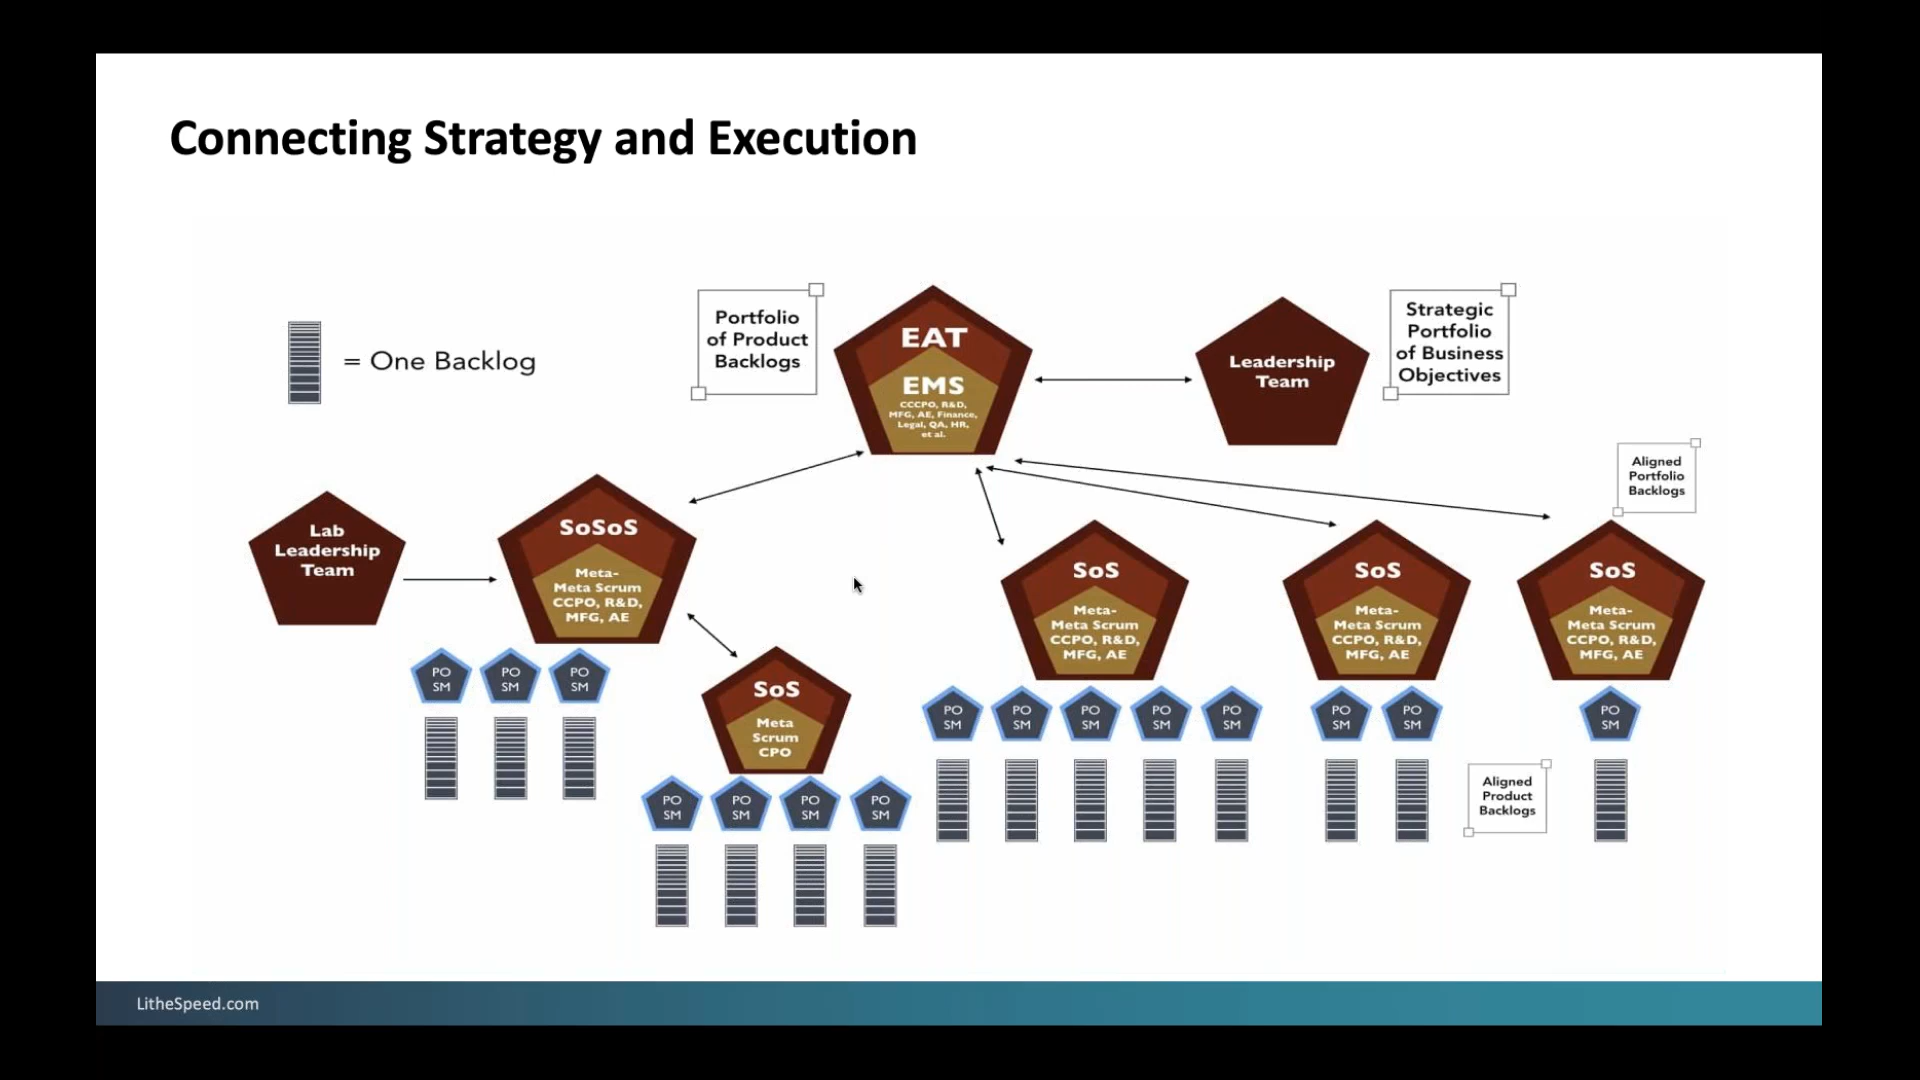 Connecting Strategy and Execution
= One Backlog
Portfolio
of Product
Backlogs
EAT
EMS
CCCPO, R&D,
MFG, AE, Finance,
Legal, QA, HR,
et al.
Leadership
Team
Strategic
Portfolio
of Business
Objectives
Aligned
Portfolio
Backlogs
Lab
Leadership
Team
SoSoS
Meta-
Meta Scrum
CCPO, R&D,
MFG, AE
PO
SM
PO
SM
PO
SM
SoS
Meta
Scrum
CPO
PO
SM
PO
SM
PO
SM
PO
SM
SoS
Meta-
Meta Scrum
CCPO, R&D,
MFG, AE
PO
SM
PO
SM
PO
SM
PO
SM
PO
SM
SoS
Meta-
Meta Scrum
CCPO, R&D,
MFG, AE
PO
SM
PO
SM
Aligned
Product
Backlogs
SoS
Meta-
Meta Scrum
CCPO, R&D,
MFG, AE
PO
SM
LitheSpeed.com